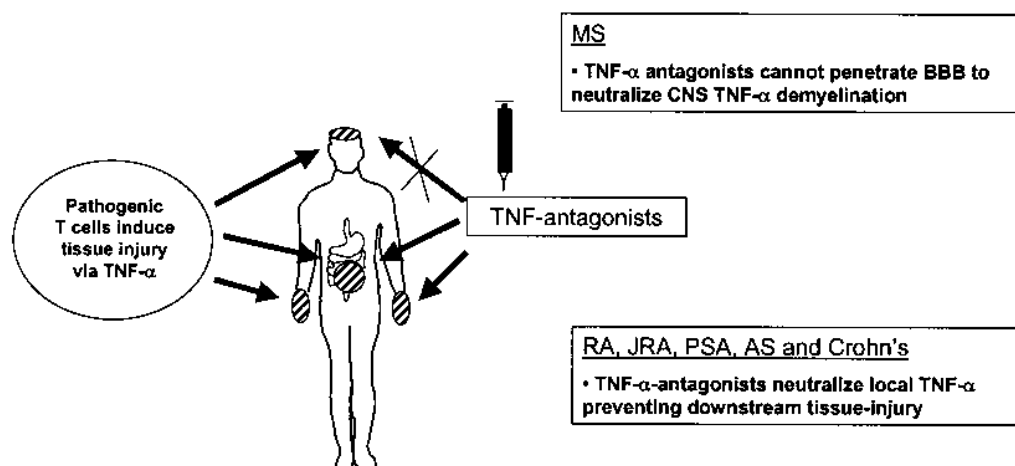 MS
• TNF-α antagonists cannot penetrate BBB to
neutralize CNS TNF-α demyelination
Pathogenic
T cells induce
tissue injury
via TNF-α
TNF-antagonists
RA, JRA, PSA, AS and Crohn's
• TNF-α-antagonists neutralize local TNF-α
preventing downstream tissue-injury